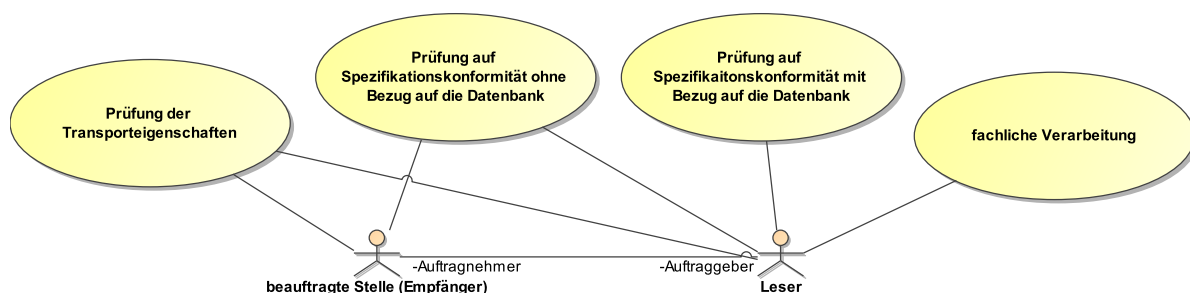 Prüfung der
Transporteigenschaften
Prüfung auf
Spezifikationskonformität ohne
Bezug auf die Datenbank
Prüfung auf
Spezifikaitonskonformität mit
Bezug auf die Datenbank
fachliche Verarbeitung
-Auftragnehmer
-Auftraggeber
beauftragte Stelle (Empfänger)
Leser